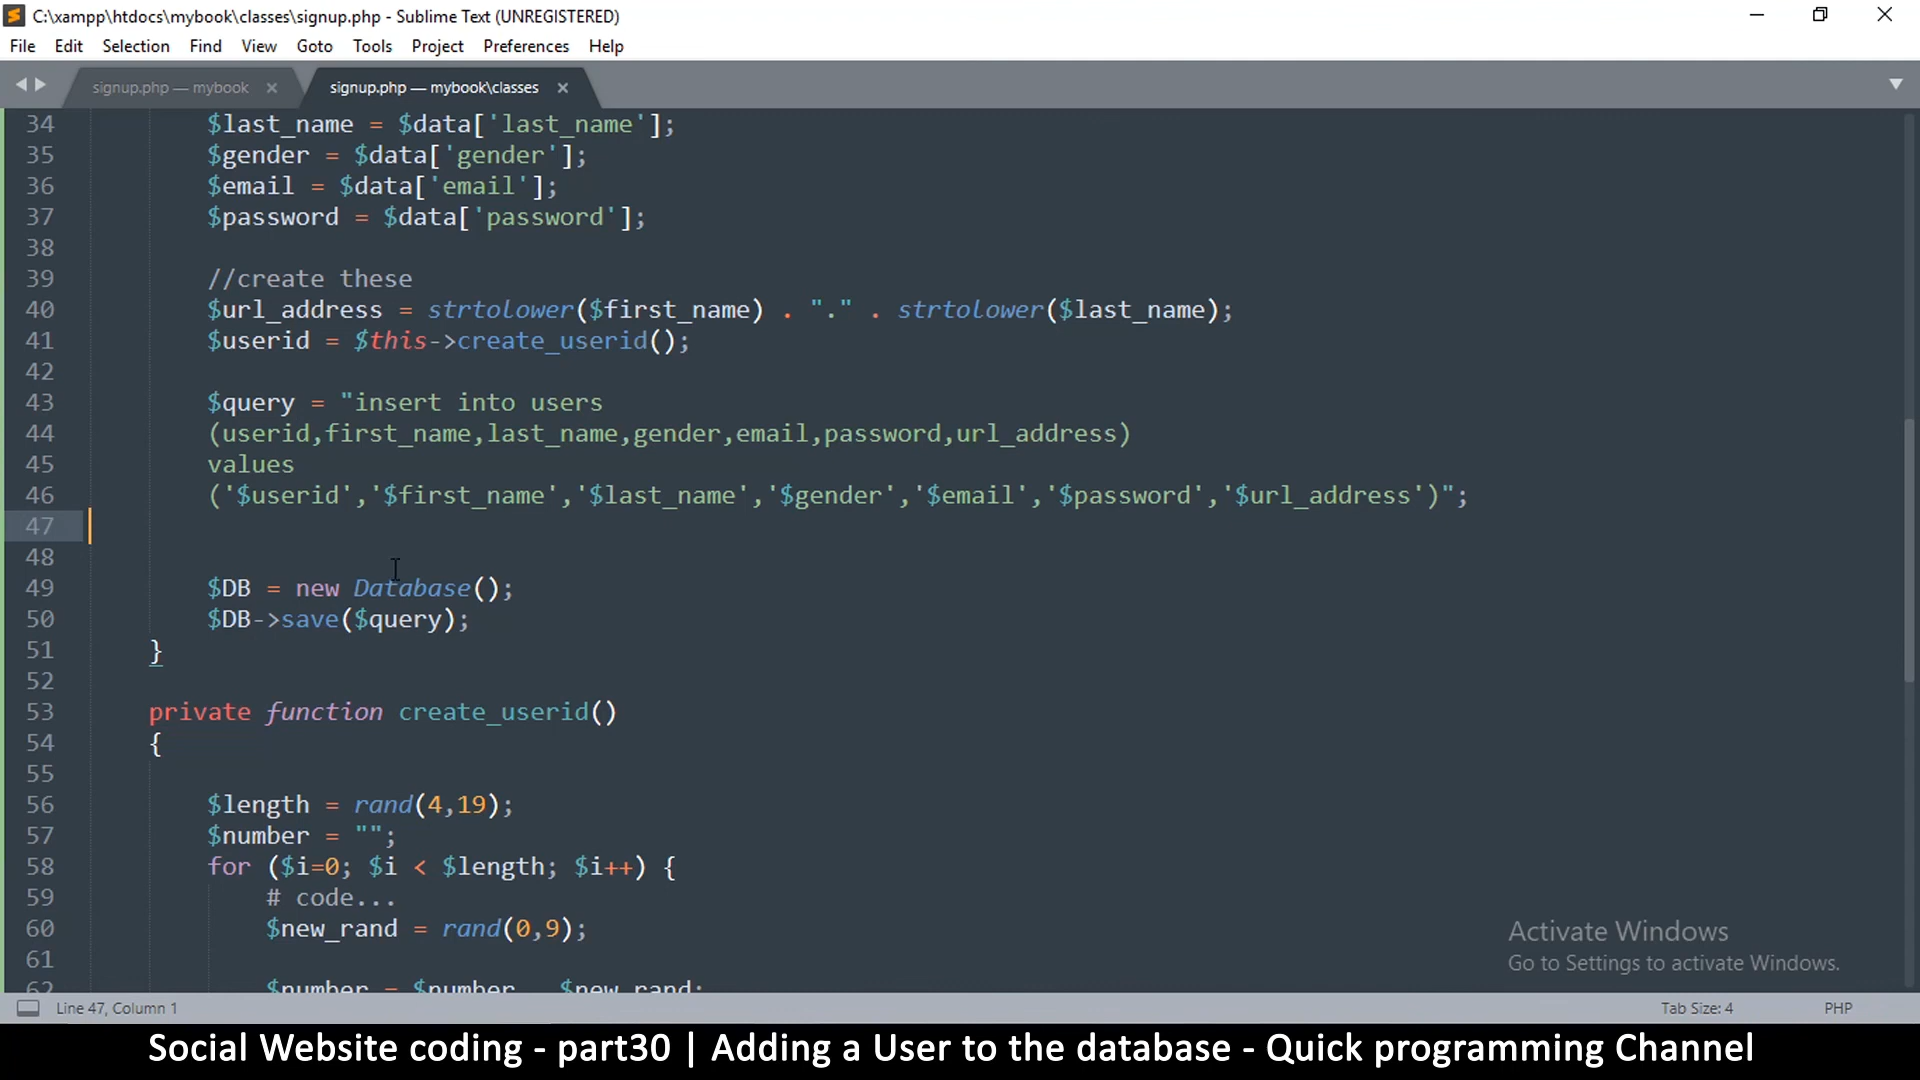 C:\xampp\htdocs\mybook\classes\signup.php - Sublime Text (UNREGISTERED)
File Edit Selection Find View Goto Tools Project Preferences Help
signup.php — mybook signup.php — mybook\classes
34 $last_name = $data['last_name'];
35 $gender = $data['gender'];
36 $email = $data['email'];
37 $password = $data['password'];
38
39 //create these
40 $url_address = strtolower($first_name) . "." . strtolower($last_name);
41 $userid = $this->create_userid();
42
43 $query = "insert into users
44 (userid,first_name,last_name,gender,email,password,url_address)
45 values
46 ('$userid','$first_name','$last_name','$gender','$email','$password','$url_address')";
47
48
49 $DB = new Database();
50 $DB->save($query);
51 }
52
53 private function create_userid()
54 {
55
56 $length = rand(4,19);
57 $number = "";
58 for ($i=0; $i < $length; $i++) {
59 # code...
60 $new_rand = rand(0,9);
61
62 $number = $number . $new_rand;
Activate Windows
Go to Settings to activate Windows.
Line 47, Column 1 Tab Size: 4 PHP
Social Website coding - part30 | Adding a User to the database - Quick programming Channel